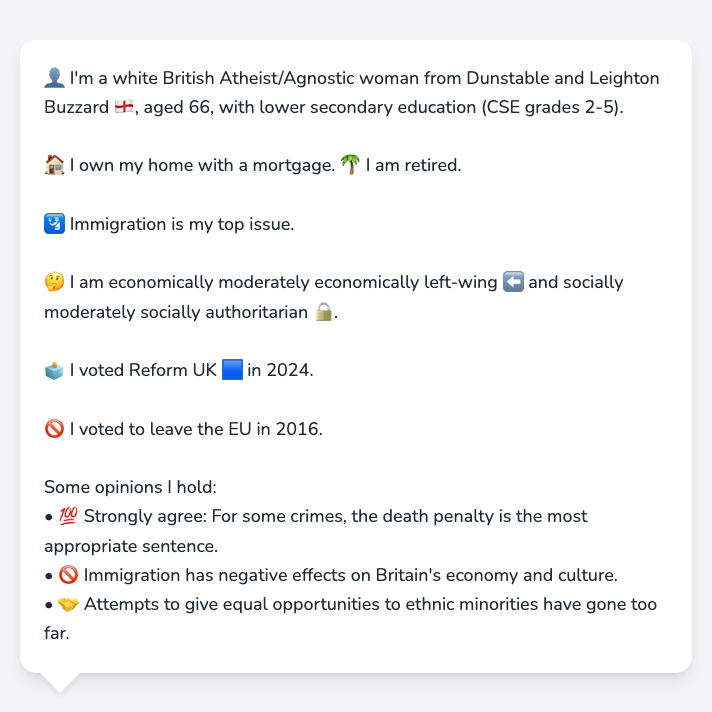 👤 I'm a white British Atheist/Agnostic woman from Dunstable and Leighton
Buzzard 🏴󠁧󠁢󠁥󠁮󠁧󠁿, aged 66, with lower secondary education (CSE grades 2-5).
🏠 I own my home with a mortgage. 🌴 I am retired.
🛂 Immigration is my top issue.
🤔 I am economically moderately economically left-wing ⬅️ and socially
moderately socially authoritarian 🔒.
🗳️ I voted Reform UK 🟦 in 2024.
🚫 I voted to leave the EU in 2016.
Some opinions I hold:
• 💯 Strongly agree: For some crimes, the death penalty is the most
appropriate sentence.
• 🚫 Immigration has negative effects on Britain's economy and culture.
• 🤝 Attempts to give equal opportunities to ethnic minorities have gone too
far.